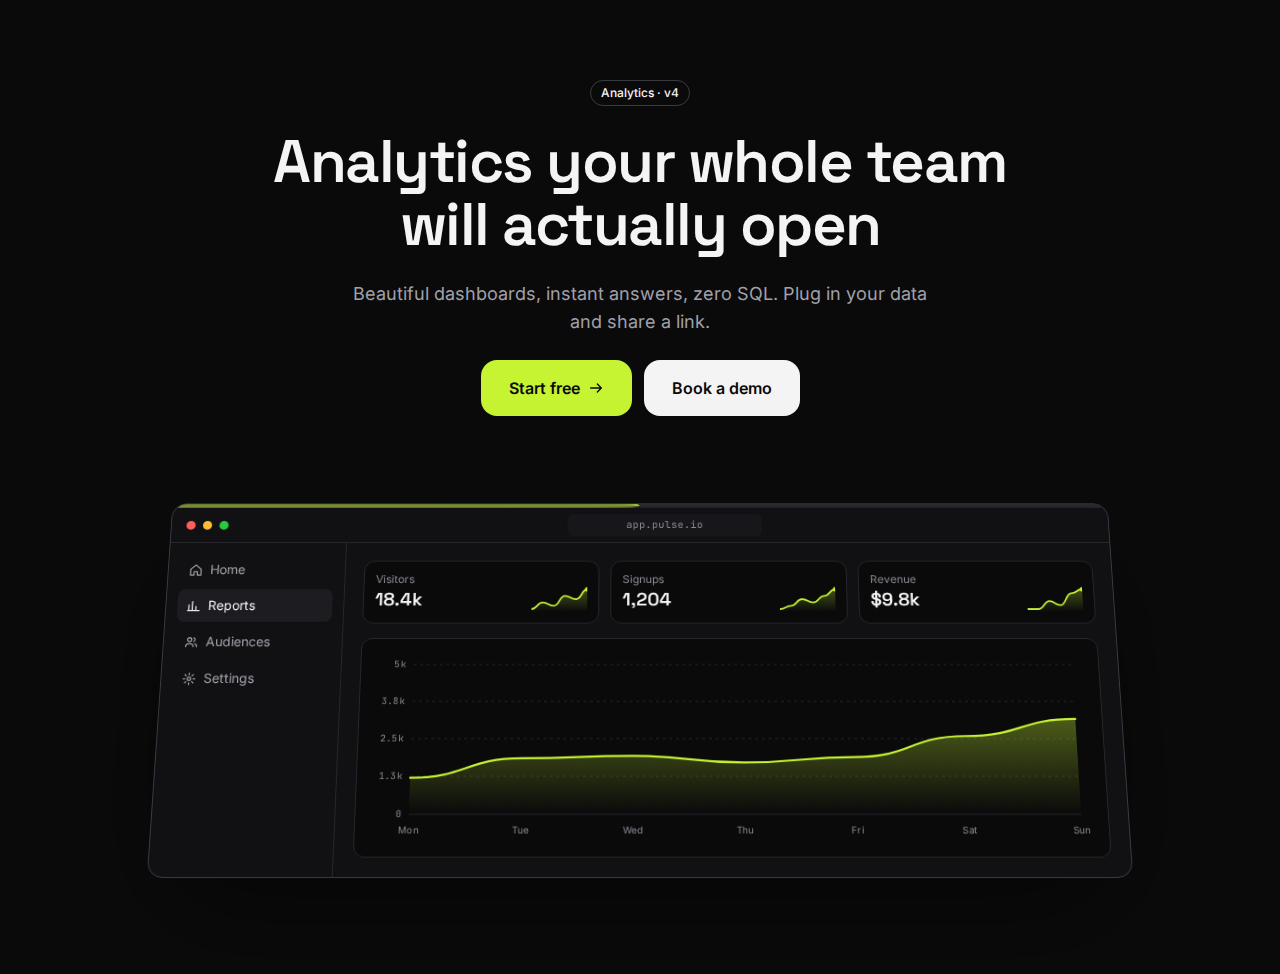 Analytics · v4
Analytics your whole team
will actually open
Beautiful dashboards, instant answers, zero SQL. Plug in your data
and share a link.
Start free →
Book a demo
app.pulse.io
Home
Reports
Audiences
Settings
Visitors
18.4k
Signups
1,204
Revenue
$9.8k
5k
3.8k
2.5k
1.3k
0
Mon Tue Wed Thu Fri Sat Sun